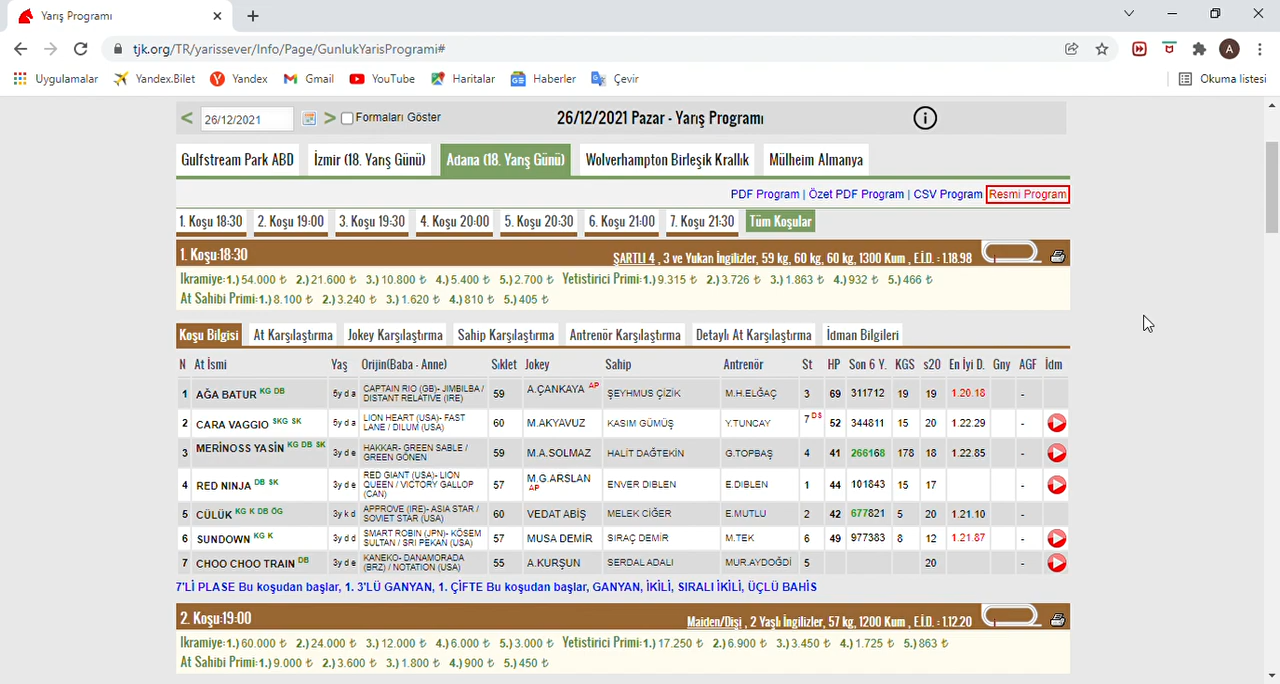 Yarış Programı
tjk.org/TR/yarissever/Info/Page/GunlukYarisProgrami#
A
Uygulamalar Yandex.Bilet Yandex Gmail YouTube Haritalar Haberler Çevir Okuma listesi
< 26/12/2021 > Formaları Göster 26/12/2021 Pazar - Yarış Programı
Gulfstream Park ABD İzmir (18. Yarış Günü) Adana (18. Yarış Günü) Wolverhampton Birleşik Krallık Mülheim Almanya
PDF Program | Özet PDF Program | CSV Program Resmi Program
1. Koşu 18:30 2. Koşu 19:00 3. Koşu 19:30 4. Koşu 20:00 5. Koşu 20:30 6. Koşu 21:00 7. Koşu 21:30 Tüm Koşular
1. Koşu:18:30 ŞARTLI 4 , 3 ve Yukarı İngilizler, 59 kg, 60 kg, 60 kg, 1300 Kum , E.İ.D. : 1.18.98
İkramiye:1.) 54.000 ₺ 2.) 21.600 ₺ 3.) 10.800 ₺ 4.) 5.400 ₺ 5.) 2.700 ₺ Yetistirici Primi:1.) 9.315 ₺ 2.) 3.726 ₺ 3.) 1.863 ₺ 4.) 932 ₺ 5.) 466 ₺
At Sahibi Primi:1.) 8.100 ₺ 2.) 3.240 ₺ 3.) 1.620 ₺ 4.) 810 ₺ 5.) 405 ₺
Koşu Bilgisi At Karşılaştırma Jokey Karşılaştırma Sahip Karşılaştırma Antrenör Karşılaştırma Detaylı At Karşılaştırma İdman Bilgileri
N At İsmi Yaş Orijin(Baba - Anne) Sıklet Jokey Sahip Antrenör St HP Son 6 Y. KGS s20 En İyi D. Gny AGF İdm
1 AĞA BATUR KG DB 5y d a CAPTAIN RIO (GB)- JIMBILBA / DISTANT RELATIVE (IRE) 59 A.ÇANKAYA AP ŞEYHMUS ÇİZİK M.H.ELĞAÇ 3 69 311712 19 19 1.20.18 -
2 CARA VAGGIO SKG SK 5y d a LION HEART (USA)- FAST LANE / DILUM (USA) 60 M.AKYAVUZ KASIM GÜMÜŞ Y.TUNCAY 7 DS 52 344811 15 20 1.22.29 -
3 MERİNOSS YASİN KG DB SK 3y d e HAKKAR- GREEN SABLE / GREEN GÖNEN 59 M.A.SOLMAZ HALİT DAĞTEKİN G.TOPBAŞ 4 41 266168 178 18 1.22.85 -
4 RED NINJA DB SK 3y d e RED GIANT (USA)- LION QUEEN / VICTORY GALLOP (CAN) 57 M.G.ARSLAN AP ENVER DIBLEN E.DIBLEN 1 44 101843 15 17 -
5 CÜLÜK KG K DB ÖG 3y k d APPROVE (IRE)- ASIA STAR / SOVIET STAR (USA) 60 VEDAT ABİŞ MELEK CİĞER E.MUTLU 2 42 677821 5 20 1.21.10 -
6 SUNDOWN KG K 3y d d SMART ROBIN (JPN)- KÖSEM SULTAN / SRI PEKAN (USA) 57 MUSA DEMİR SIRAÇ DEMİR M.TEK 6 49 977383 8 12 1.21.87 -
7 CHOO CHOO TRAIN DB 3y d e KANEKO- DANAMORADA (BRZ) / NOTATION (USA) 55 A.KURŞUN SERDAL ADALI MUR.AYDOĞDİ 5 20 -
7'Lİ PLASE Bu koşudan başlar, 1. 3'LÜ GANYAN, 1. ÇİFTE Bu koşudan başlar, GANYAN, İKİLİ, SIRALI İKİLİ, ÜÇLÜ BAHİS
2. Koşu:19:00 Maiden/Dişi , 2 Yaşlı İngilizler, 57 kg, 1200 Kum , E.İ.D. : 1.12.20
İkramiye:1.) 60.000 ₺ 2.) 24.000 ₺ 3.) 12.000 ₺ 4.) 6.000 ₺ 5.) 3.000 ₺ Yetistirici Primi:1.) 17.250 ₺ 2.) 6.900 ₺ 3.) 3.450 ₺ 4.) 1.725 ₺ 5.) 863 ₺
At Sahibi Primi:1.) 9.000 ₺ 2.) 3.600 ₺ 3.) 1.800 ₺ 4.) 900 ₺ 5.) 450 ₺